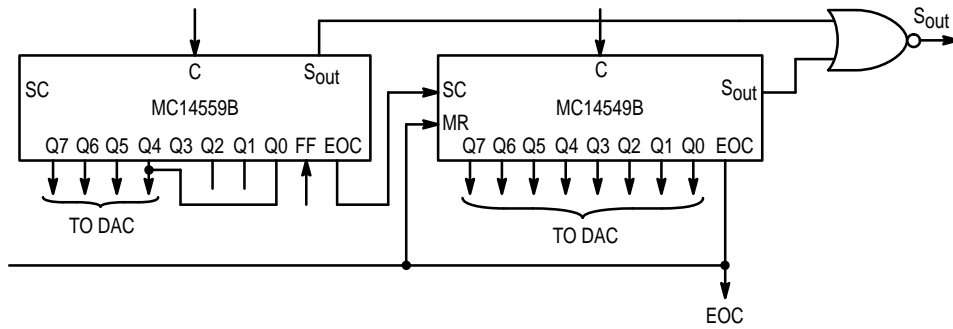 Sout
C
Sout
SC
MC14559B
Q7 Q6 Q5 Q4 Q3 Q2 Q1 Q0 FF EOC
TO DAC
C
SC
Sout
MC14549B
MR
Q7 Q6 Q5 Q4 Q3 Q2 Q1 Q0 EOC
TO DAC
EOC